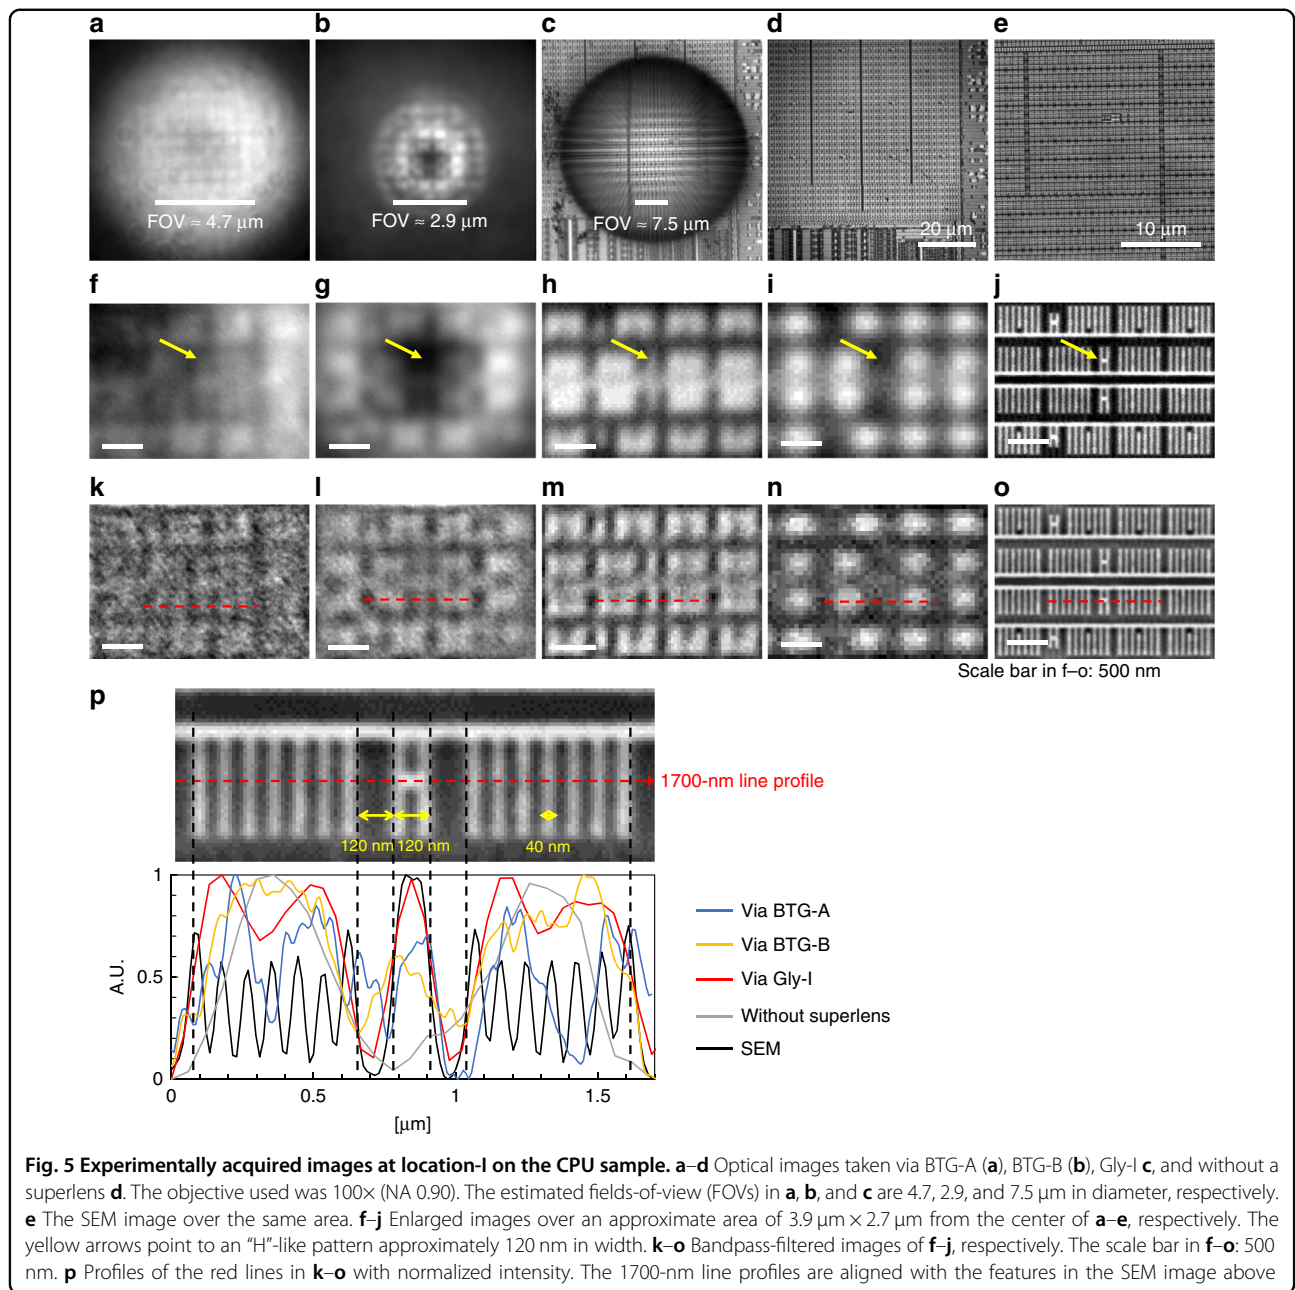 a b c d e
FOV ≈ 4.7 µm
FOV ≈ 2.9 µm
FOV ≈ 7.5 µm
20 µm
10 µm
f g h i j
k l m n o
Scale bar in f–o: 500 nm
p
1700-nm line profile
120 nm 120 nm 40 nm
1
0.5
0
A.U.
0 0.5 1 1.5
[µm]
Via BTG-A
Via BTG-B
Via Gly-I
Without superlens
SEM
Fig. 5 Experimentally acquired images at location-I on the CPU sample. a–d Optical images taken via BTG-A (a), BTG-B (b), Gly-I c, and without a
superlens d. The objective used was 100× (NA 0.90). The estimated fields-of-view (FOVs) in a, b, and c are 4.7, 2.9, and 7.5 µm in diameter, respectively.
e The SEM image over the same area. f–j Enlarged images over an approximate area of 3.9 µm × 2.7 µm from the center of a–e, respectively. The
yellow arrows point to an "H"-like pattern approximately 120 nm in width. k–o Bandpass-filtered images of f–j, respectively. The scale bar in f–o: 500
nm. p Profiles of the red lines in k–o with normalized intensity. The 1700-nm line profiles are aligned with the features in the SEM image above